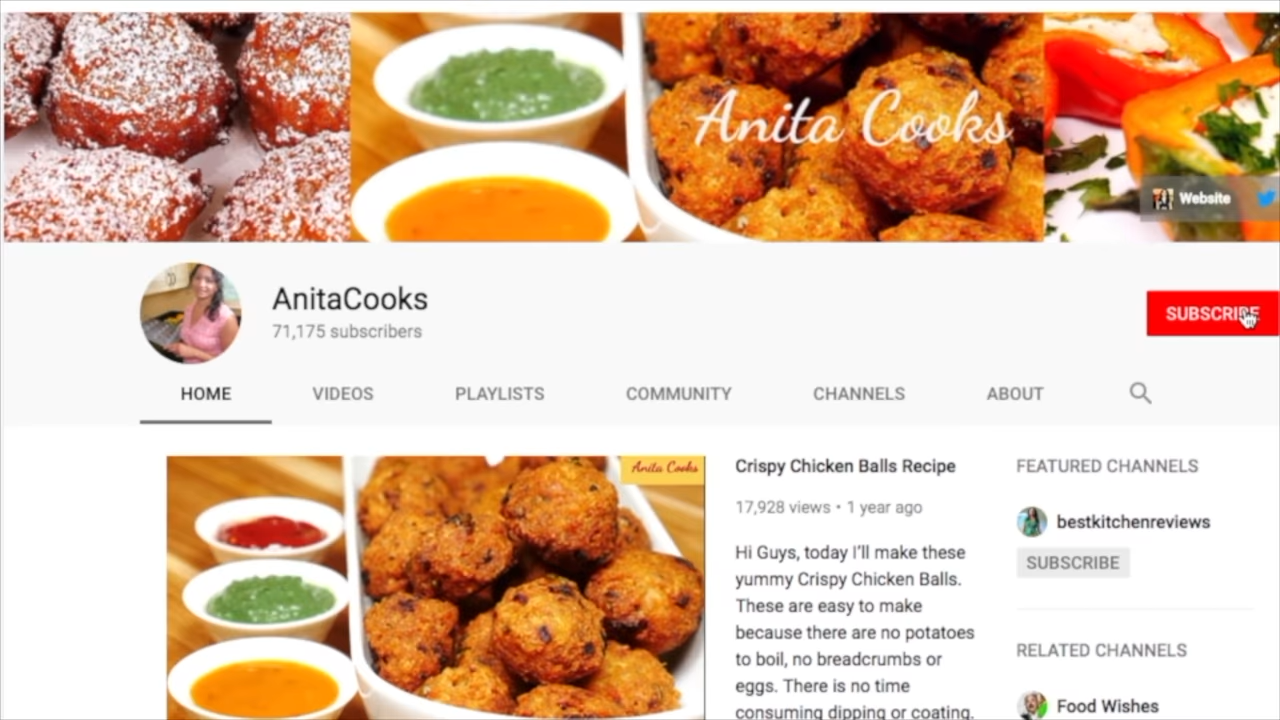 Anita Cooks
Website
AnitaCooks
71,175 subscribers
SUBSCRIBE
HOME
VIDEOS
PLAYLISTS
COMMUNITY
CHANNELS
ABOUT
Anita Cooks
Crispy Chicken Balls Recipe
17,928 views • 1 year ago
Hi Guys, today I'll make these
yummy Crispy Chicken Balls.
These are easy to make
because there are no potatoes
to boil, no breadcrumbs or
eggs. There is no time
consuming dipping or coating.
FEATURED CHANNELS
bestkitchenreviews
SUBSCRIBE
RELATED CHANNELS
Food Wishes